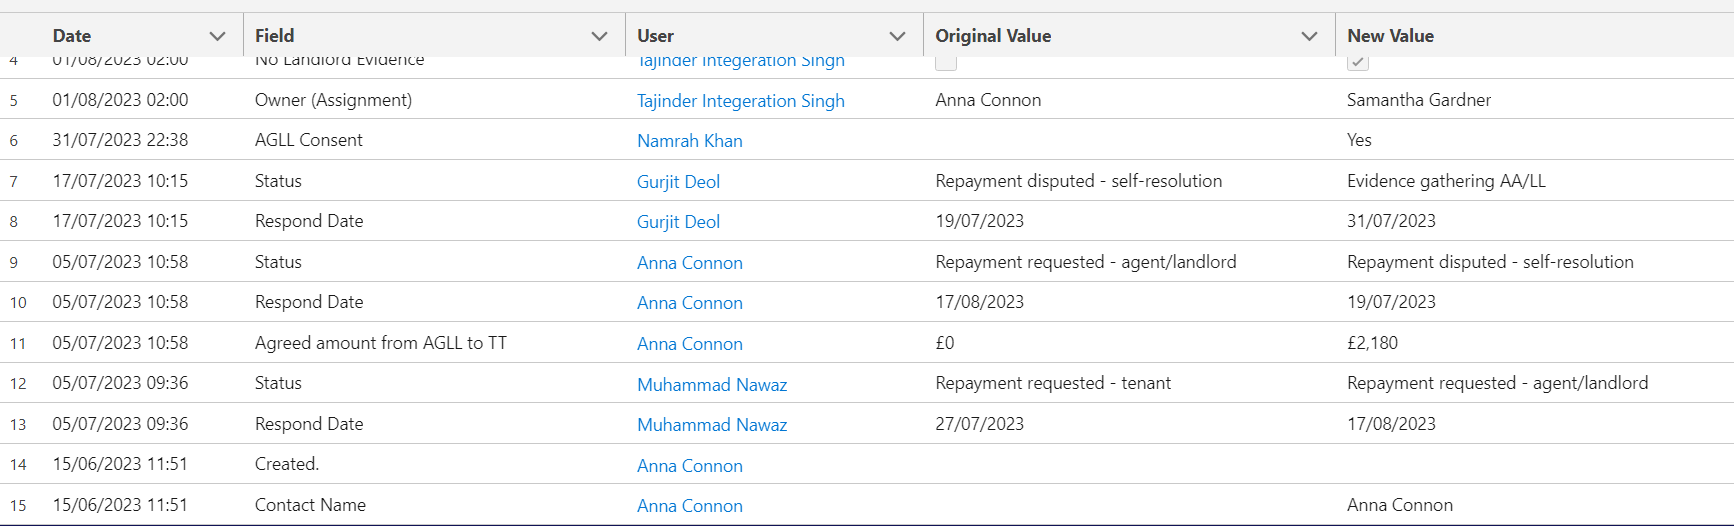 Date Field User Original Value New Value
4 01/08/2023 02:00 No Landlord Evidence Tajinder Integeration Singh
5 01/08/2023 02:00 Owner (Assignment) Tajinder Integeration Singh Anna Connon Samantha Gardner
6 31/07/2023 22:38 AGLL Consent Namrah Khan Yes
7 17/07/2023 10:15 Status Gurjit Deol Repayment disputed - self-resolution Evidence gathering AA/LL
8 17/07/2023 10:15 Respond Date Gurjit Deol 19/07/2023 31/07/2023
9 05/07/2023 10:58 Status Anna Connon Repayment requested - agent/landlord Repayment disputed - self-resolution
10 05/07/2023 10:58 Respond Date Anna Connon 17/08/2023 19/07/2023
11 05/07/2023 10:58 Agreed amount from AGLL to TT Anna Connon £0 £2,180
12 05/07/2023 09:36 Status Muhammad Nawaz Repayment requested - tenant Repayment requested - agent/landlord
13 05/07/2023 09:36 Respond Date Muhammad Nawaz 27/07/2023 17/08/2023
14 15/06/2023 11:51 Created. Anna Connon
15 15/06/2023 11:51 Contact Name Anna Connon Anna Connon